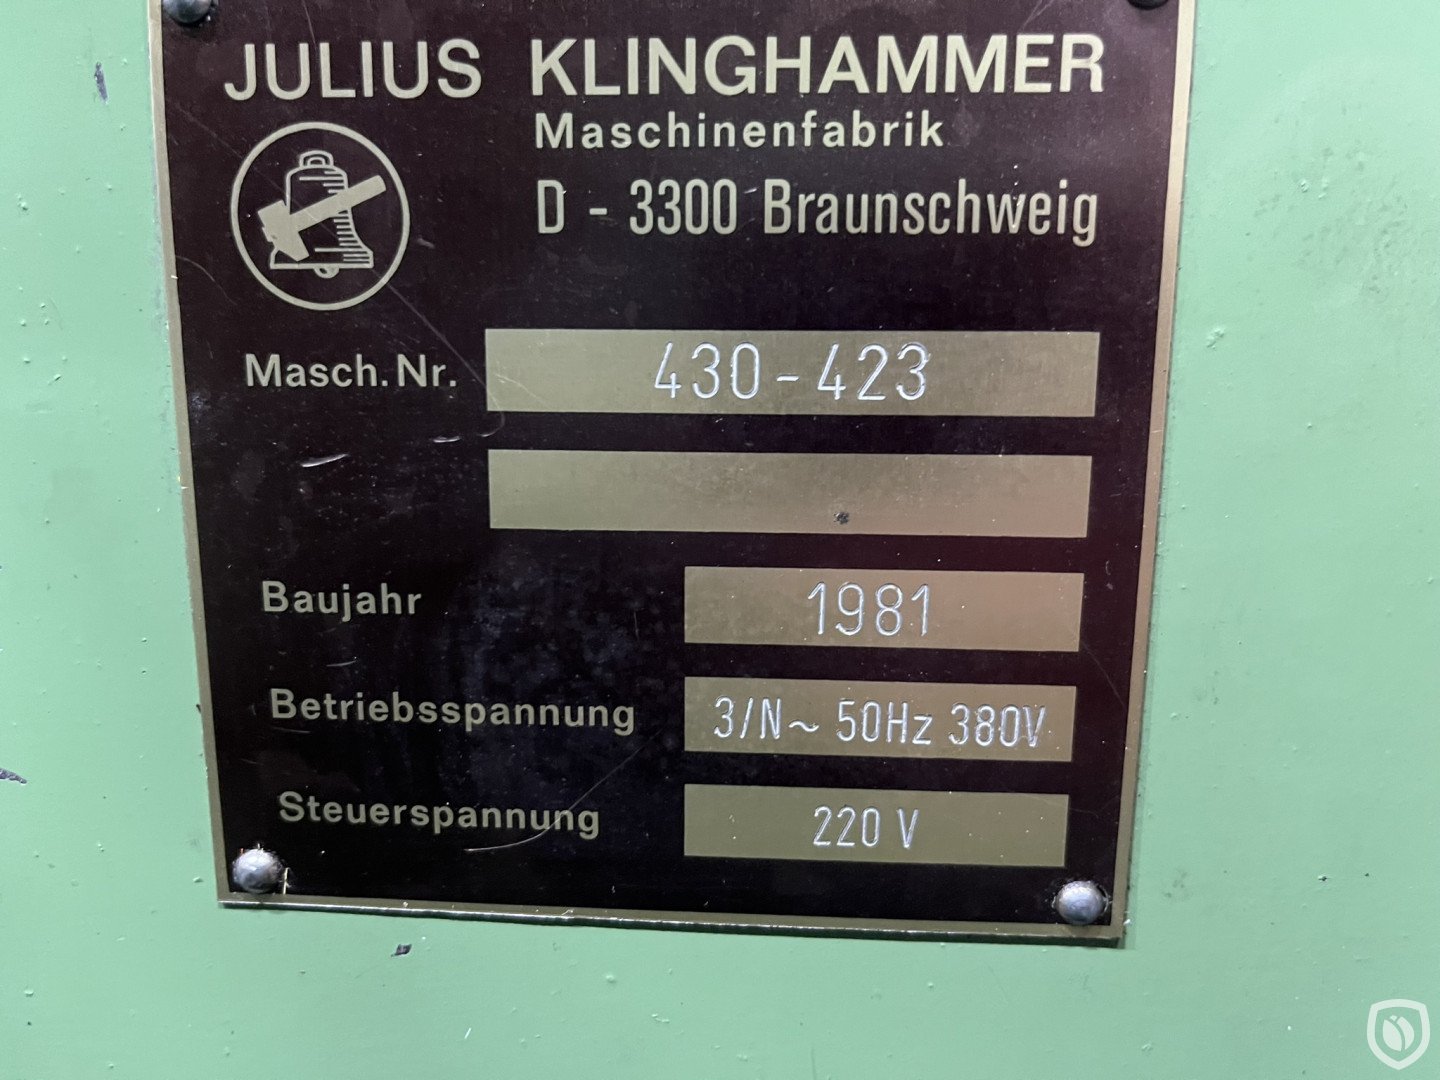 JULIUS KLINGHAMMER
Maschinenfabrik
D - 3300 Braunschweig
Masch.Nr. 430-423
Baujahr 1981
Betriebsspannung 3/N~ 50Hz 380V
Steuerspannung 220 V